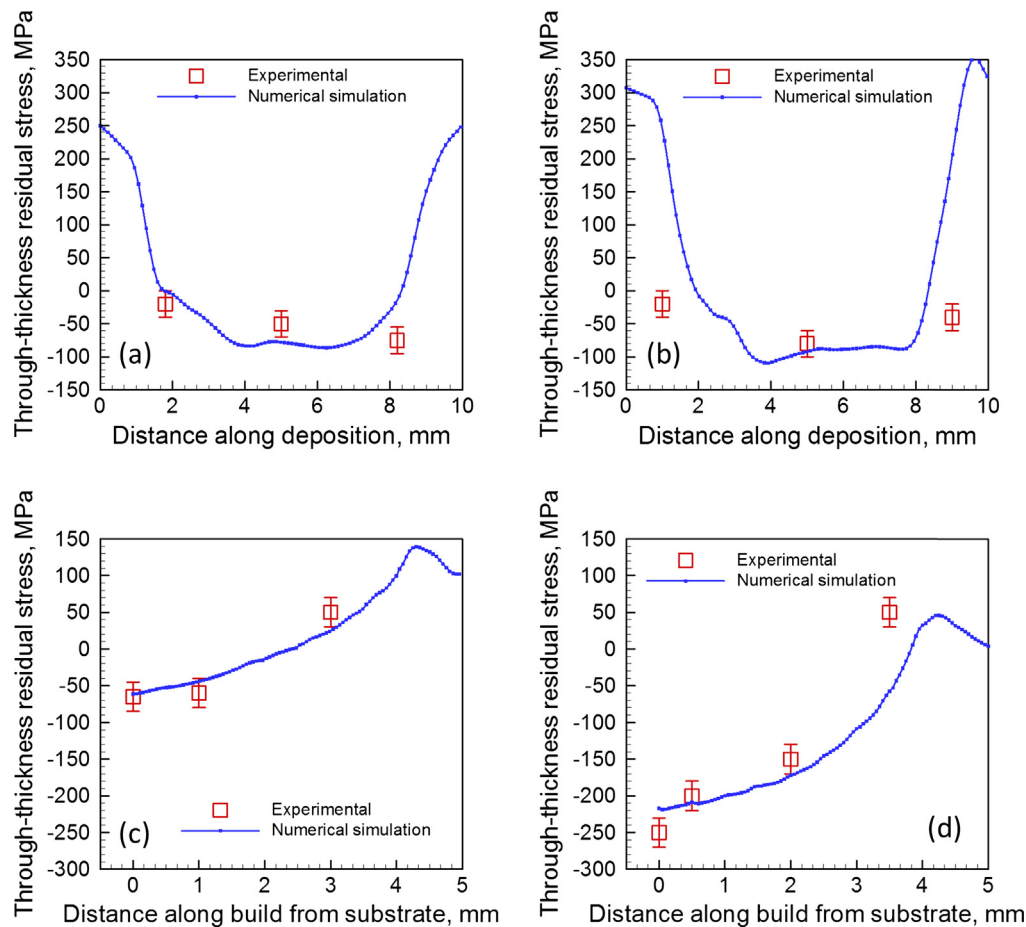 Through-thickness residual stress, MPa
350
300
250
200
150
100
50
0
-50
-100
-150
Experimental
Numerical simulation
(a)
0 2 4 6 8 10
Distance along deposition, mm
Through-thickness residual stress, MPa
350
300
250
200
150
100
50
0
-50
-100
-150
Experimental
Numerical simulation
(b)
0 2 4 6 8 10
Distance along deposition, mm
Through-thickness residual stress, MPa
150
100
50
0
-50
-100
-150
-200
-250
-300
(c)
Experimental
Numerical simulation
0 1 2 3 4 5
Distance along build from substrate, mm
Through-thickness residual stress, MPa
150
100
50
0
-50
-100
-150
-200
-250
-300
Experimental
Numerical simulation
(d)
0 1 2 3 4 5
Distance along build from substrate, mm